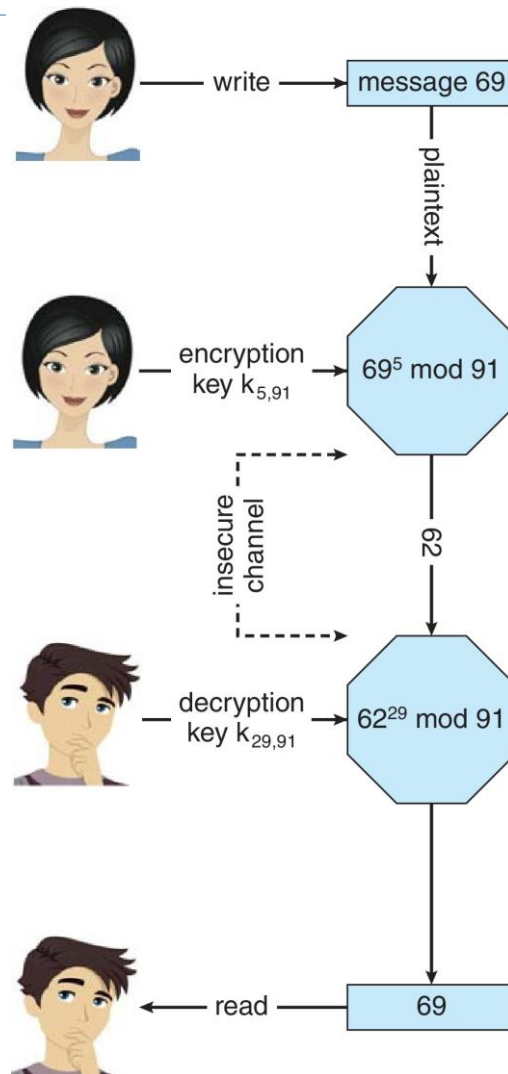 write
message 69
plaintext
encryption
key k5,91
69⁵ mod 91
insecure
channel
62
decryption
key k29,91
62²⁹ mod 91
read
69